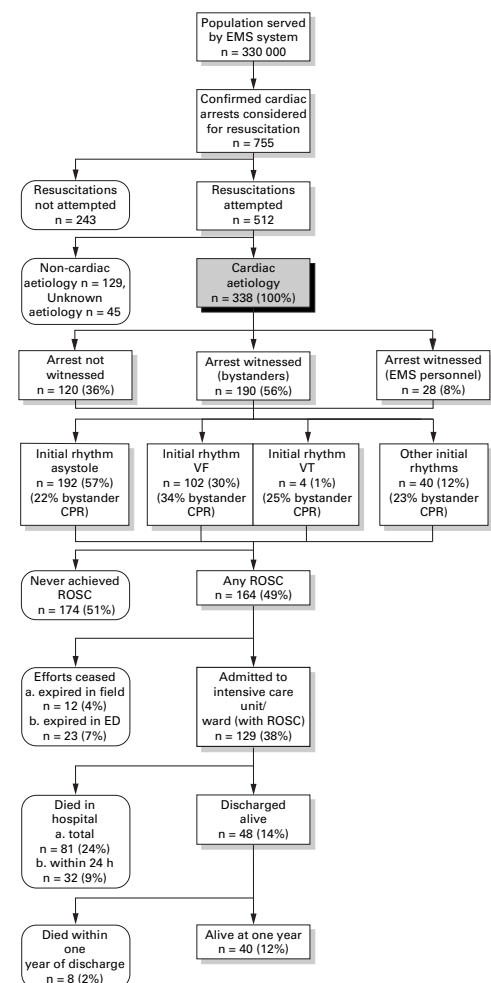 Population served
by EMS system
n = 330 000
Confirmed cardiac
arrests considered
for resuscitation
n = 755
Resuscitations
not attempted
n = 243
Resuscitations
attempted
n = 512
Non-cardiac
aetiology n = 129,
Unknown
aetiology n = 45
Cardiac
aetiology
n = 338 (100%)
Arrest not
witnessed
n = 120 (36%)
Arrest witnessed
(bystanders)
n = 190 (56%)
Arrest witnessed
(EMS personnel)
n = 28 (8%)
Initial rhythm
asystole
n = 192 (57%)
(22% bystander
CPR)
Initial rhythm
VF
n = 102 (30%)
(34% bystander
CPR)
Initial rhythm
VT
n = 4 (1%)
(25% bystander
CPR)
Other initial
rhythms
n = 40 (12%)
(23% bystander
CPR)
Never achieved
ROSC
n = 174 (51%)
Any ROSC
n = 164 (49%)
Efforts ceased
a. expired in field
n = 12 (4%)
b. expired in ED
n = 23 (7%)
Admitted to
intensive care
unit/
ward (with ROSC)
n = 129 (38%)
Died in
hospital
a. total
n = 81 (24%)
b. within 24 h
n = 32 (9%)
Discharged
alive
n = 48 (14%)
Died within
one
year of discharge
n = 8 (2%)
Alive at one year
n = 40 (12%)